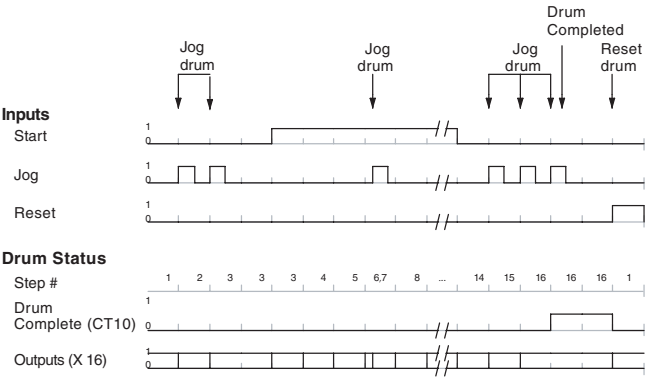 Drum
Completed
Jog
drum
Jog
drum
Jog
drum
Reset
drum
Inputs
Start
1
0
Jog
1
0
Reset
1
0
Drum Status
Step #
1 2 3 3 3 4 5 6,7 8 ... 14 15 16 16 16 1
Drum
Complete (CT10)
1
0
Outputs (X 16)
1
0